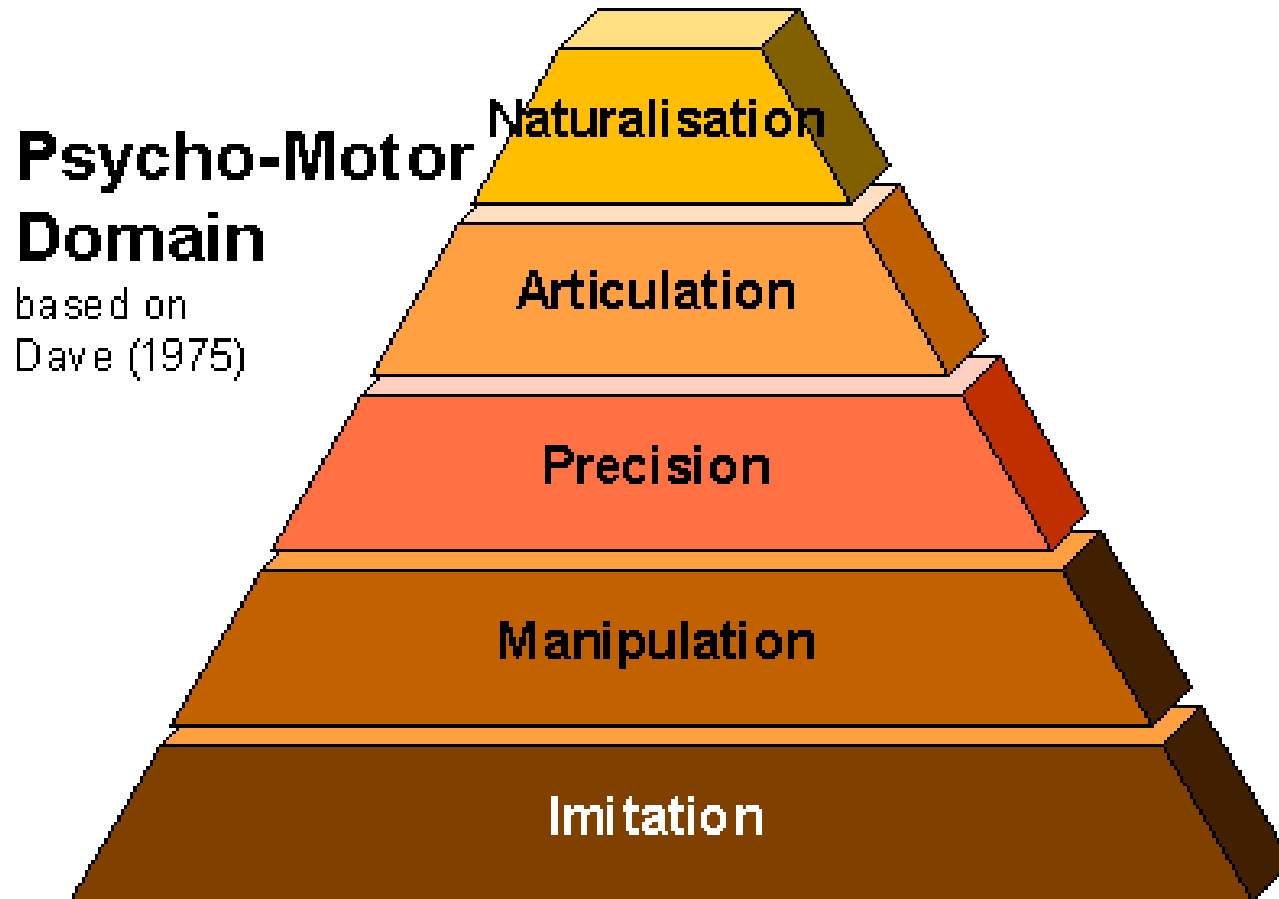 Psycho-Motor
Domain
based on
Dave (1975)
Naturalisation
Articulation
Precision
Manipulation
Imitation